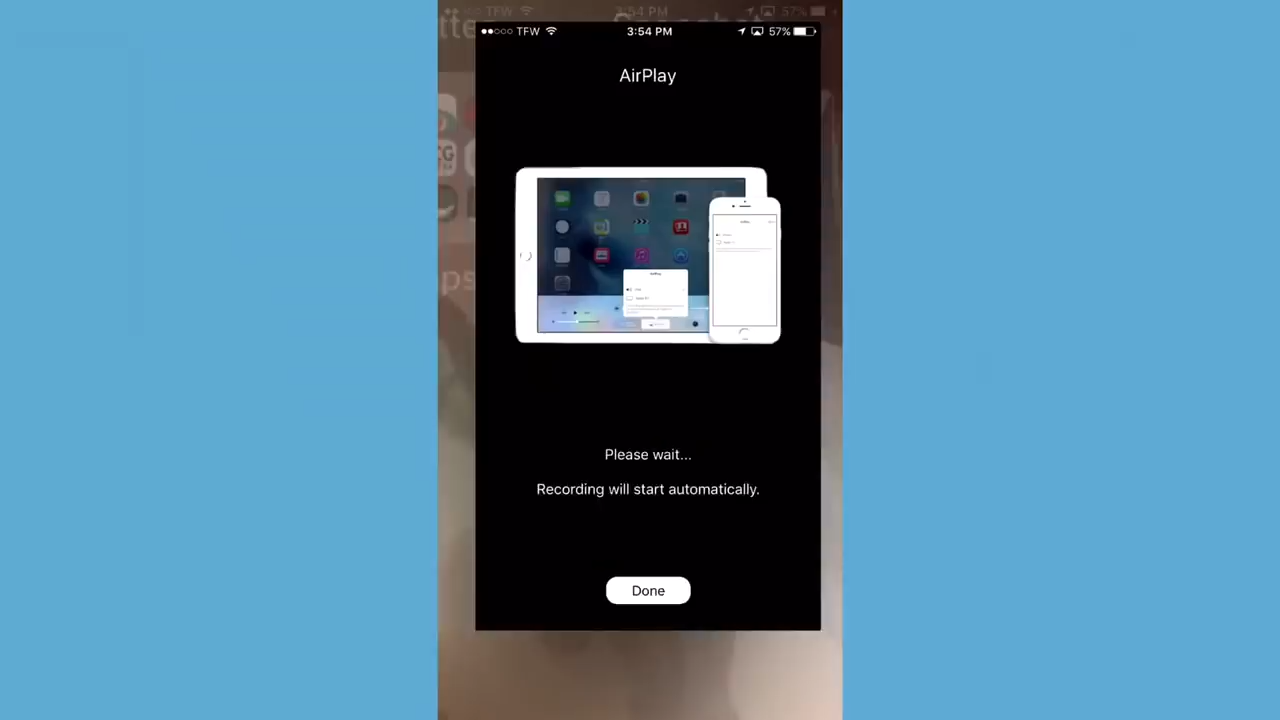 TFW 3:54 PM 57%
AirPlay
Please wait...
Recording will start automatically.
Done